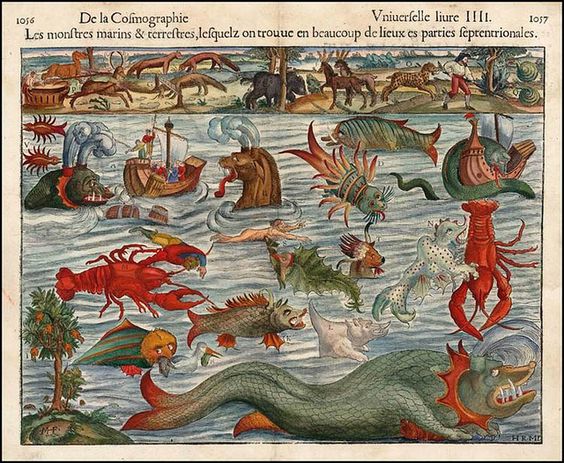 1056 De la Cosmographie Vniuerselle liure IIII. 1057
Les monstres marins & terrestres, lesquelz on trouue en beaucoup de lieux es parties septentrionales.